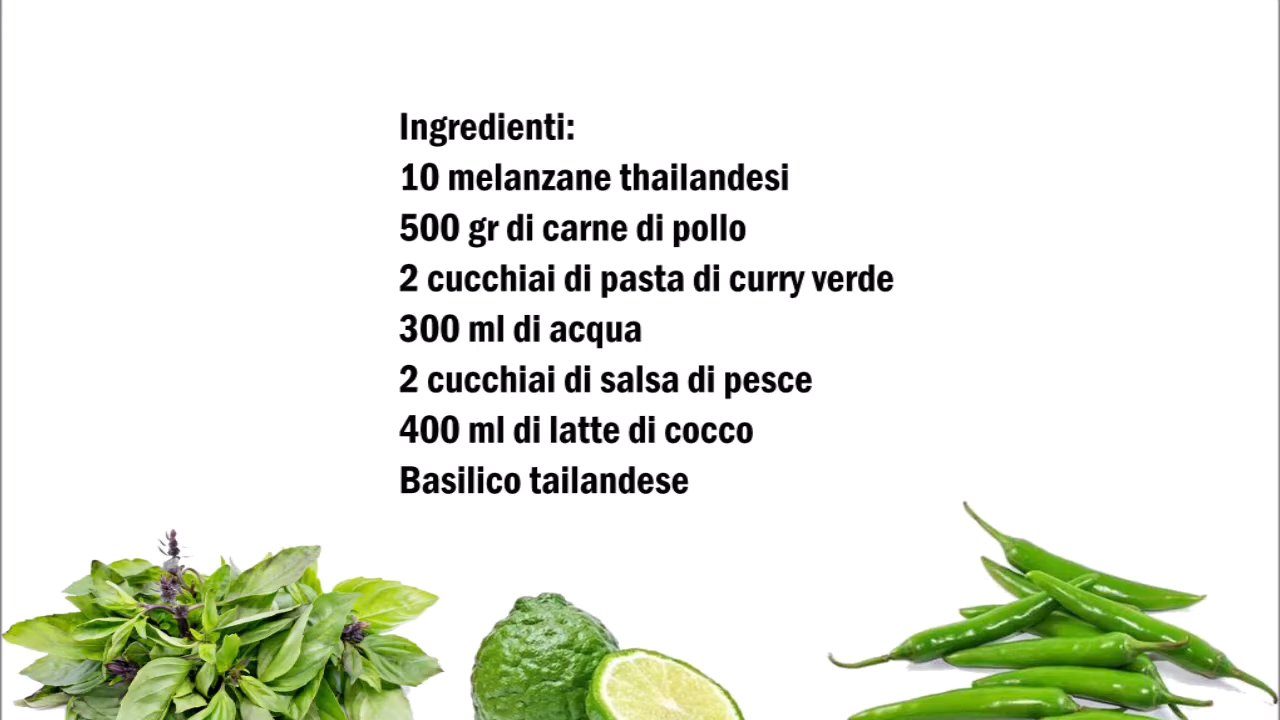 Ingredienti:
10 melanzane thailandesi
500 gr di carne di pollo
2 cucchiai di pasta di curry verde
300 ml di acqua
2 cucchiai di salsa di pesce
400 ml di latte di cocco
Basilico tailandese